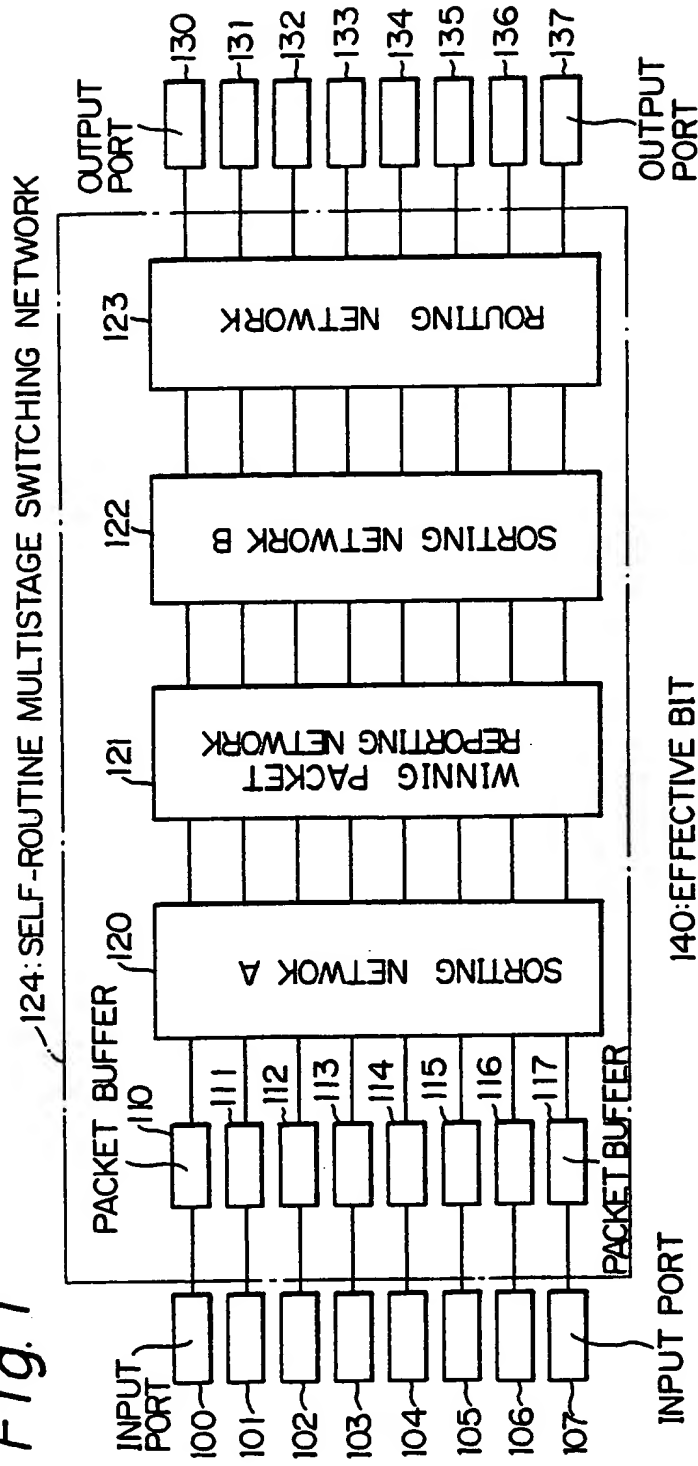 Fig. 1
124: SELF-ROUTINE MULTISTAGE SWITCHING NETWORK
INPUT
PORT
100
101
102
103
104
105
106
107
INPUT PORT
PACKET BUFFER
110
111
112
113
114
115
116
117
PACKET BUFFER
120
SORTING NETWOK A
121
WINNIG PACKET
REPORTING NETWORK
122
SORTING NETWORK B
123
ROUTING NETWORK
OUTPUT
PORT
130
131
132
133
134
135
136
137
OUTPUT
PORT
140:EFFECTIVE BIT